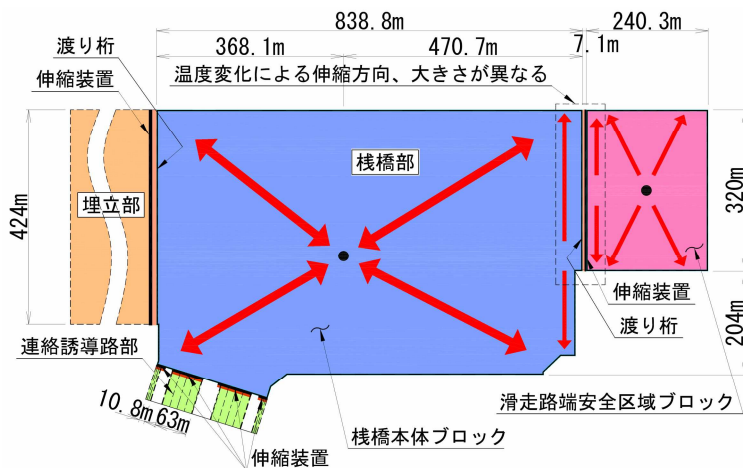 838.8m
240.3m
渡り桁
368.1m
470.7m
7.1m
伸縮装置
温度変化による伸縮方向、大きさが異なる
桟橋部
埋立部
424m
320m
伸縮装置
渡り桁
204m
連絡誘導路部
10.8m
63m
滑走路端安全区域ブロック
桟橋本体ブロック
伸縮装置